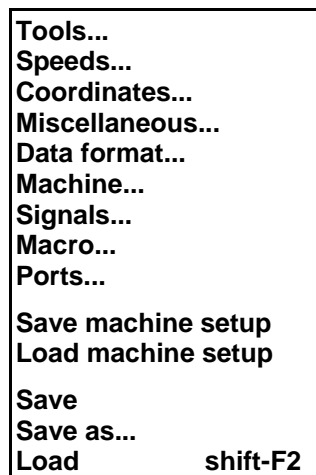 Tools...
Speeds...
Coordinates...
Miscellaneous...
Data format...
Machine...
Signals...
Macro...
Ports...
Save machine setup
Load machine setup
Save
Save as...
Load shift-F2